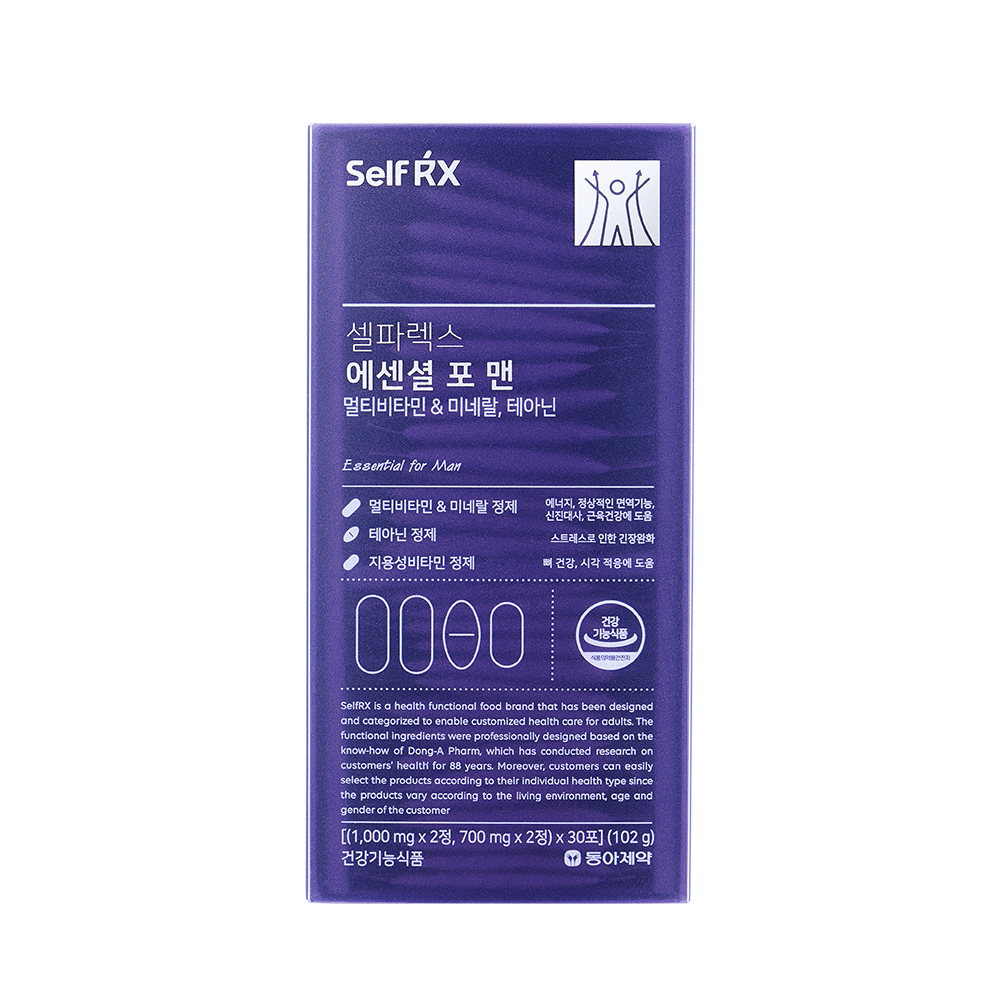 SelfRX
셀파렉스
에센셜 포 맨
멀티비타민 & 미네랄, 테아닌
Essential for Man
멀티비타민 & 미네랄 정제
에너지, 정상적인 면역기능,
신진대사, 근육건강에 도움
테아닌 정제
스트레스로 인한 긴장완화
지용성비타민 정제
뼈 건강, 시각 적응에 도움
건강
기능식품
식품의약품안전처
SelfRX is a health functional food brand that has been designed
and categorized to enable customized health care for adults. The
functional ingredients were professionally designed based on the
know-how of Dong-A Pharm, which has conducted research on
customers' health for 88 years. Moreover, customers can easily
select the products according to their individual health type since
the products vary according to the living environment, age and
gender of the customer
[(1,000 mg x 2정, 700 mg x 2정) x 30포] (102 g)
건강기능식품
동아제약